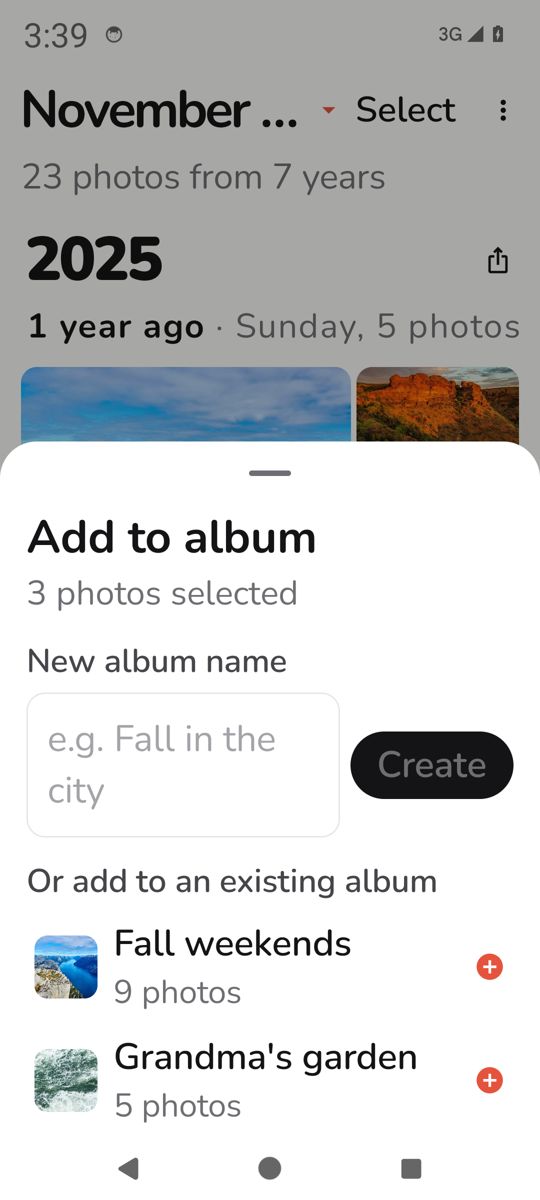 3:39
3G
November ...
Select
23 photos from 7 years
2025
1 year ago · Sunday, 5 photos
Add to album
3 photos selected
New album name
e.g. Fall in the
city
Create
Or add to an existing album
Fall weekends
9 photos
Grandma's garden
5 photos